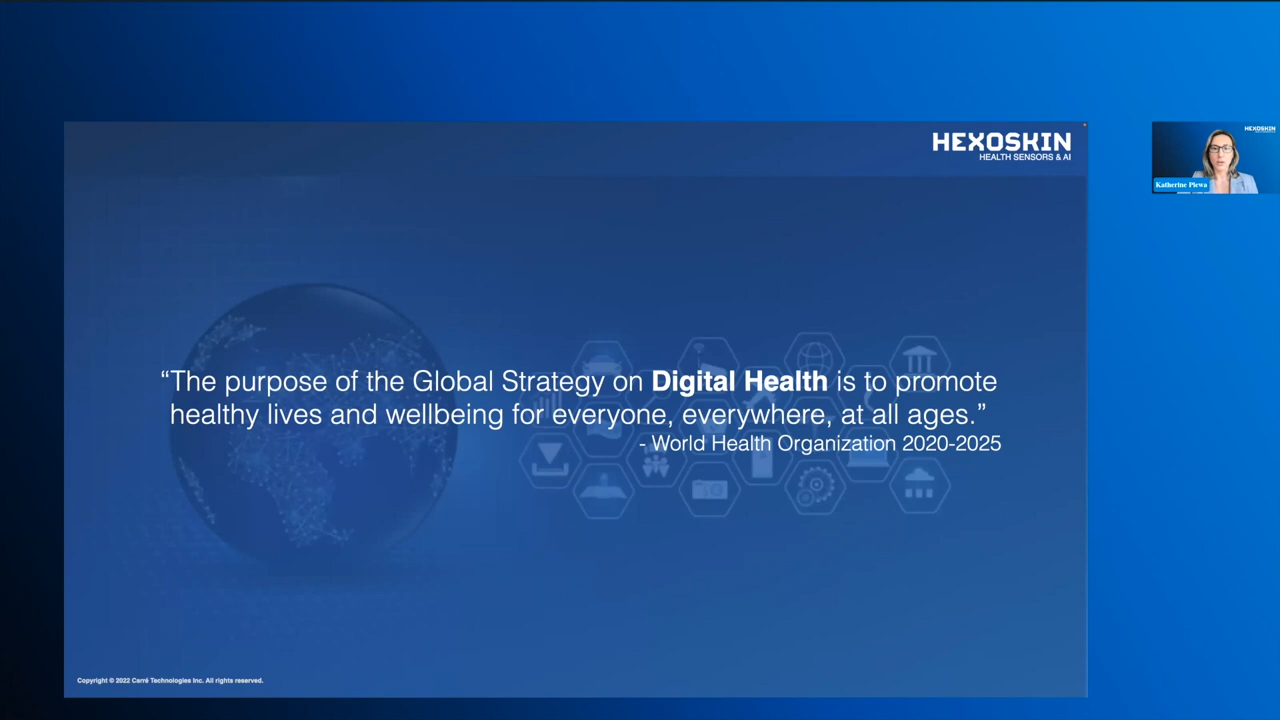 HEXOSKIN
HEALTH SENSORS & AI
HEXOSKIN
Katherine Plewa
“The purpose of the Global Strategy on Digital Health is to promote
healthy lives and wellbeing for everyone, everywhere, at all ages.”
- World Health Organization 2020-2025
Copyright © 2022 Carré Technologies Inc. All rights reserved.